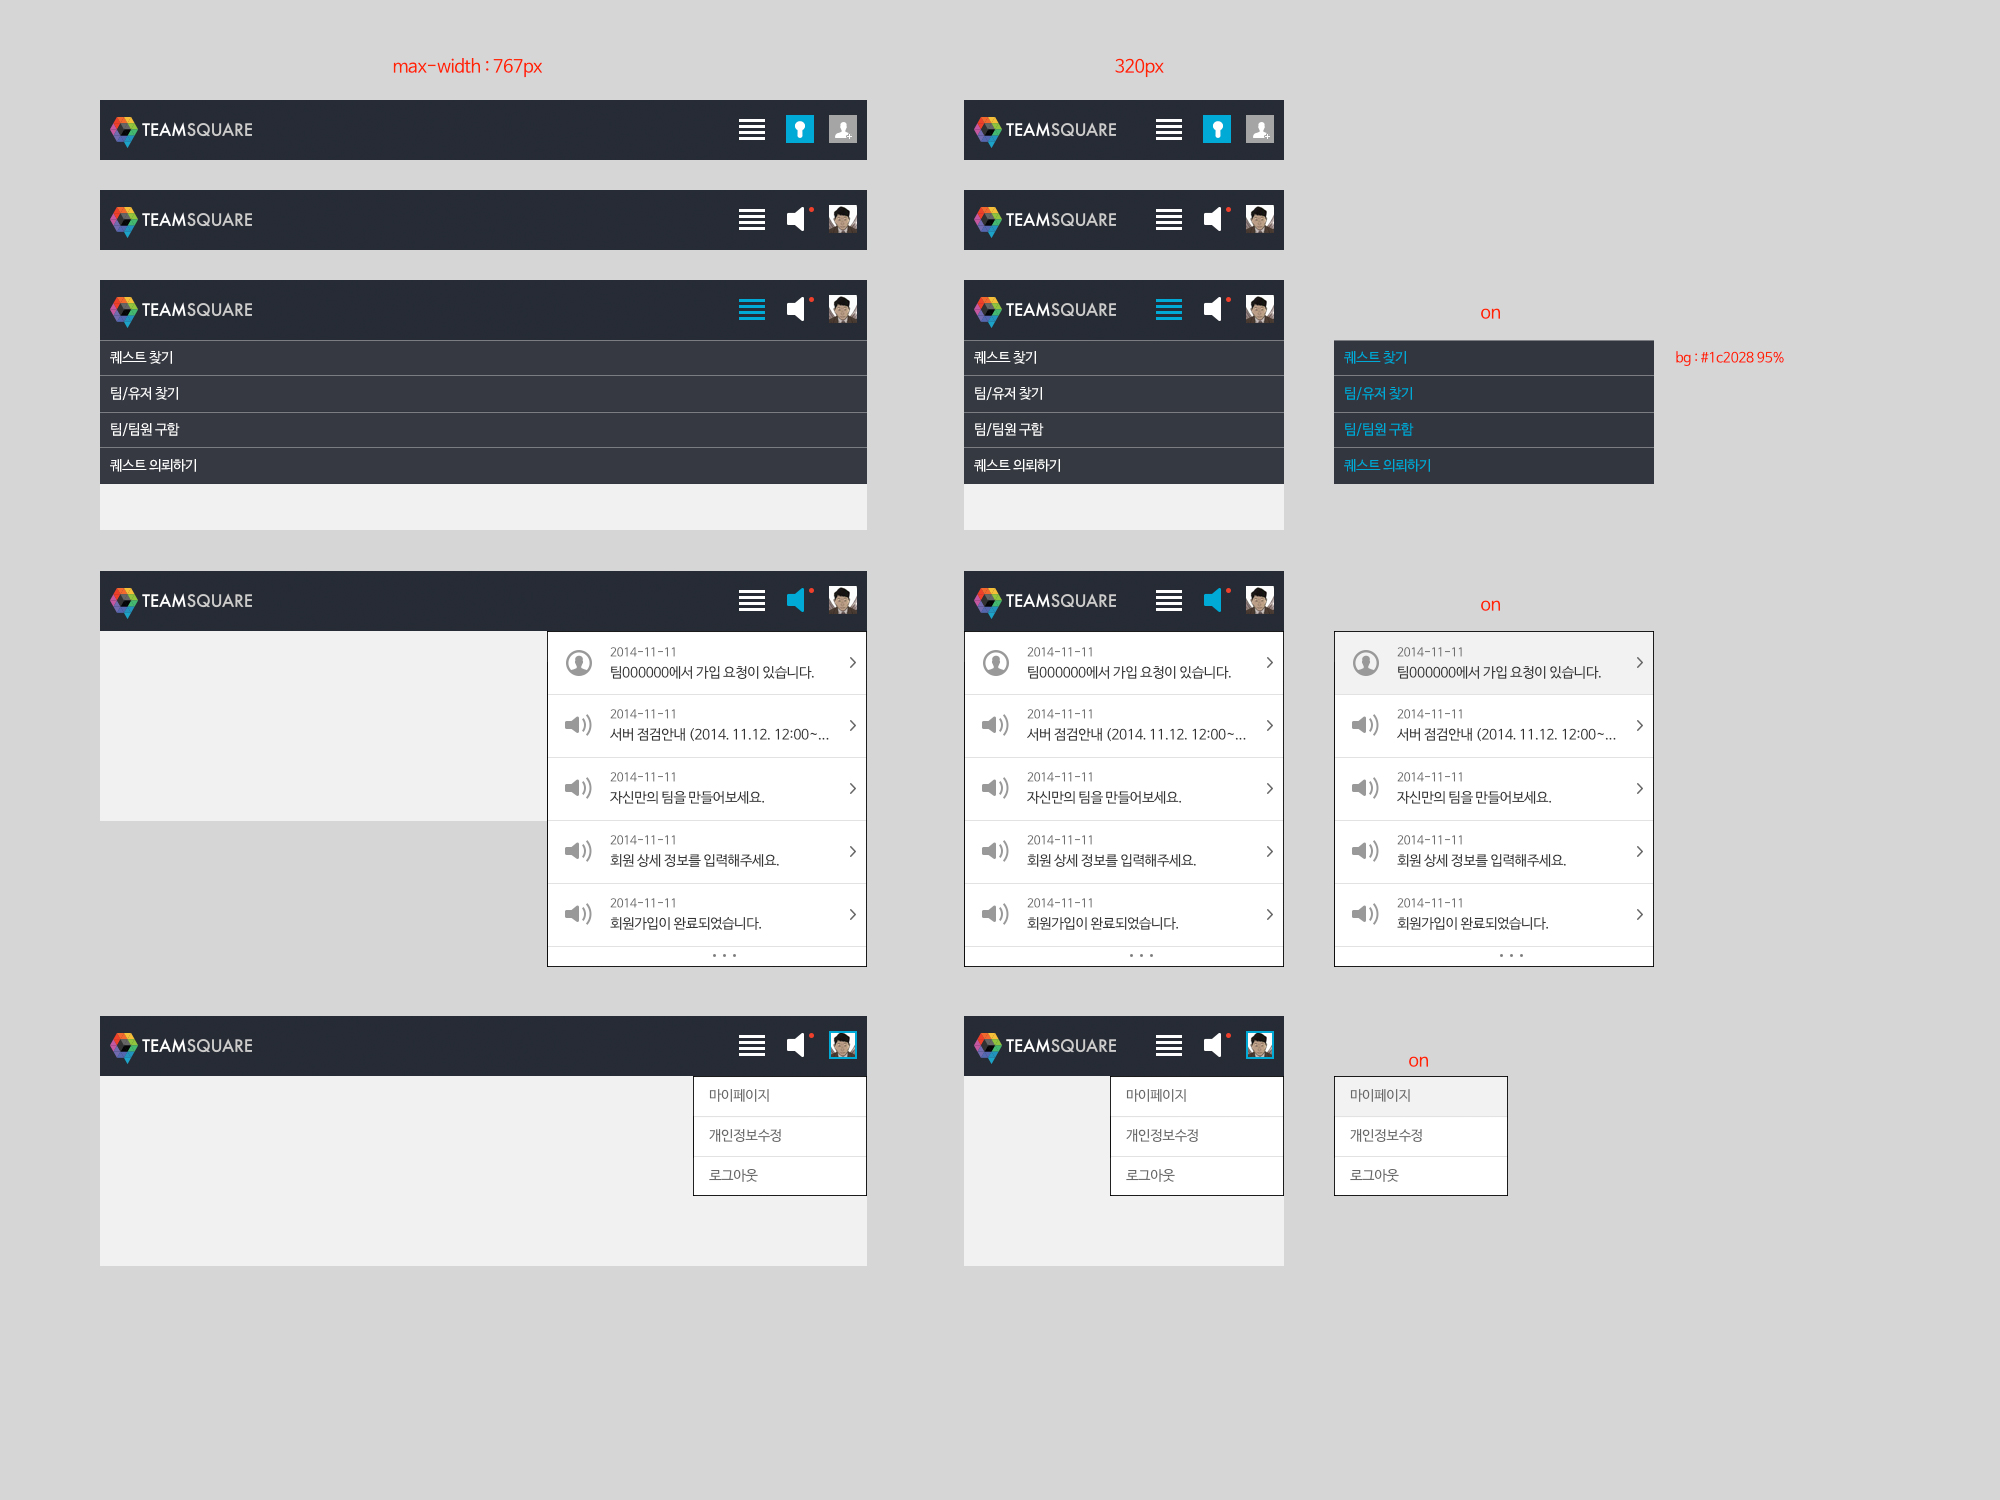 max-width : 767px
320px
TEAMSQUARE
TEAMSQUARE
TEAMSQUARE
TEAMSQUARE
TEAMSQUARE
퀘스트 찾기
팀/유저 찾기
팀/팀원 구함
퀘스트 의뢰하기
TEAMSQUARE
퀘스트 찾기
팀/유저 찾기
팀/팀원 구함
퀘스트 의뢰하기
on
퀘스트 찾기
팀/유저 찾기
팀/팀원 구함
퀘스트 의뢰하기
bg : #1c2028 95%
TEAMSQUARE
2014-11-11
팀000000에서 가입 요청이 있습니다.
2014-11-11
서버 점검안내 (2014. 11.12. 12:00~...
2014-11-11
자신만의 팀을 만들어보세요.
2014-11-11
회원 상세 정보를 입력해주세요.
2014-11-11
회원가입이 완료되었습니다.
...
TEAMSQUARE
2014-11-11
팀000000에서 가입 요청이 있습니다.
2014-11-11
서버 점검안내 (2014. 11.12. 12:00~...
2014-11-11
자신만의 팀을 만들어보세요.
2014-11-11
회원 상세 정보를 입력해주세요.
2014-11-11
회원가입이 완료되었습니다.
...
on
2014-11-11
팀000000에서 가입 요청이 있습니다.
2014-11-11
서버 점검안내 (2014. 11.12. 12:00~...
2014-11-11
자신만의 팀을 만들어보세요.
2014-11-11
회원 상세 정보를 입력해주세요.
2014-11-11
회원가입이 완료되었습니다.
...
TEAMSQUARE
마이페이지
개인정보수정
로그아웃
TEAMSQUARE
마이페이지
개인정보수정
로그아웃
on
마이페이지
개인정보수정
로그아웃